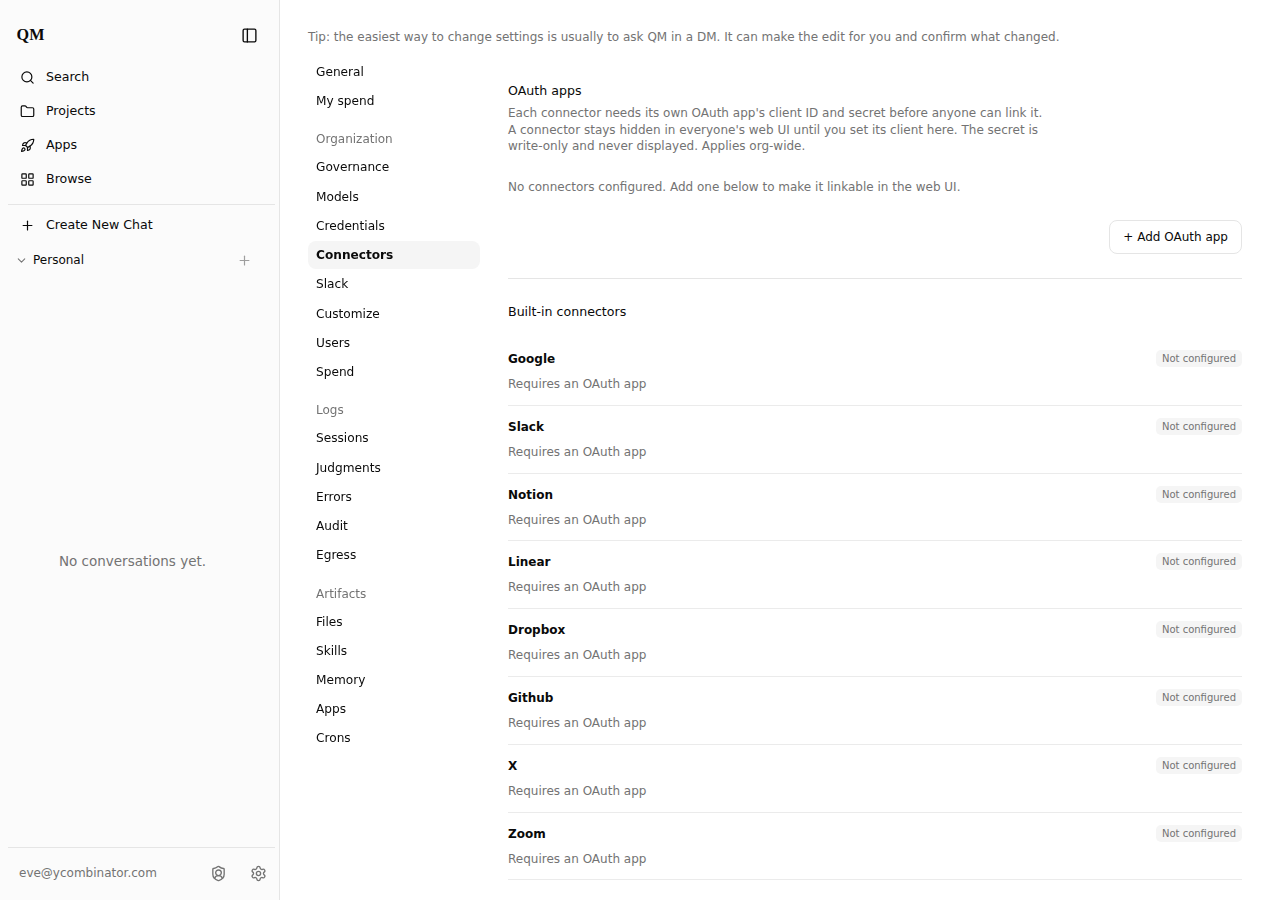 QM
Search
Projects
Apps
Browse
Create New Chat
Personal
No conversations yet.
eve@ycombinator.com
Tip: the easiest way to change settings is usually to ask QM in a DM. It can make the edit for you and confirm what changed.
General
My spend
Organization
Governance
Models
Credentials
Connectors
Slack
Customize
Users
Spend
Logs
Sessions
Judgments
Errors
Audit
Egress
Artifacts
Files
Skills
Memory
Apps
Crons
OAuth apps
Each connector needs its own OAuth app's client ID and secret before anyone can link it.
A connector stays hidden in everyone's web UI until you set its client here. The secret is
write-only and never displayed. Applies org-wide.
No connectors configured. Add one below to make it linkable in the web UI.
+ Add OAuth app
Built-in connectors
Google
Not configured
Requires an OAuth app
Slack
Not configured
Requires an OAuth app
Notion
Not configured
Requires an OAuth app
Linear
Not configured
Requires an OAuth app
Dropbox
Not configured
Requires an OAuth app
Github
Not configured
Requires an OAuth app
X
Not configured
Requires an OAuth app
Zoom
Not configured
Requires an OAuth app